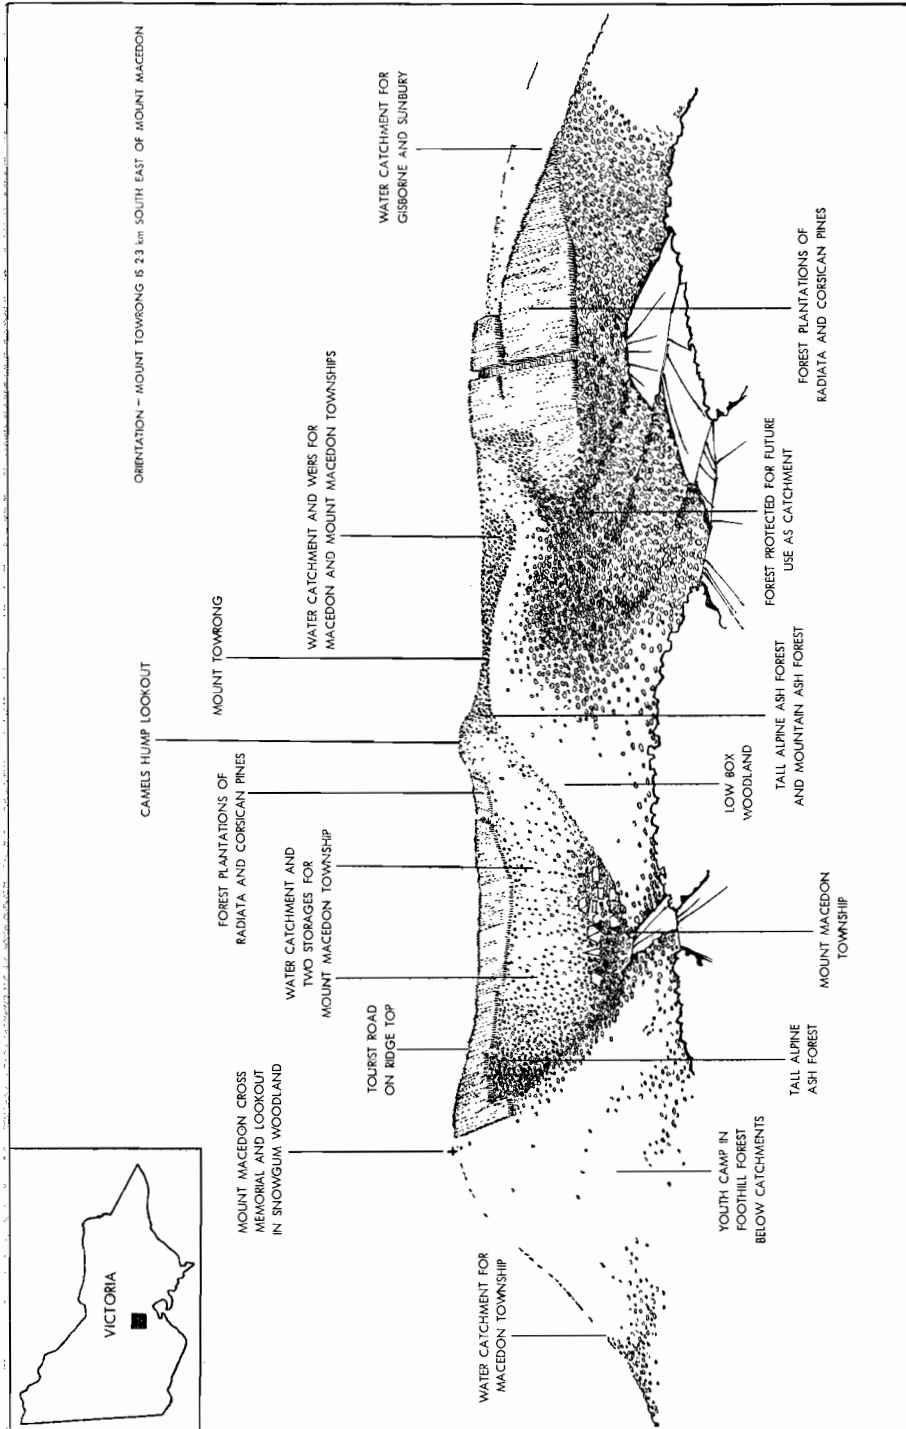 VICTORIA
ORIENTATION – MOUNT TOWRONG IS 2·3 km SOUTH EAST OF MOUNT MACEDON
CAMELS HUMP LOOKOUT
MOUNT TOWRONG
MOUNT MACEDON CROSS
MEMORIAL AND LOOKOUT
IN SNOWGUM WOODLAND
FOREST PLANTATIONS OF
RADIATA AND CORSICAN PINES
WATER CATCHMENT AND
TWO STORAGES FOR
MOUNT MACEDON TOWNSHIP
WATER CATCHMENT AND WEIRS FOR
MACEDON AND MOUNT MACEDON TOWNSHIPS
WATER CATCHMENT FOR
GISBORNE AND SUNBURY
TOURIST ROAD
ON RIDGE TOP
WATER CATCHMENT FOR
MACEDON TOWNSHIP
YOUTH CAMP IN
FOOTHILL FOREST
BELOW CATCHMENTS
TALL ALPINE
ASH FOREST
MOUNT MACEDON
TOWNSHIP
LOW BOX
WOODLAND
TALL ALPINE ASH FOREST
AND MOUNTAIN ASH FOREST
FOREST PROTECTED FOR FUTURE
USE AS CATCHMENT
FOREST PLANTATIONS OF
RADIATA AND CORSICAN PINES